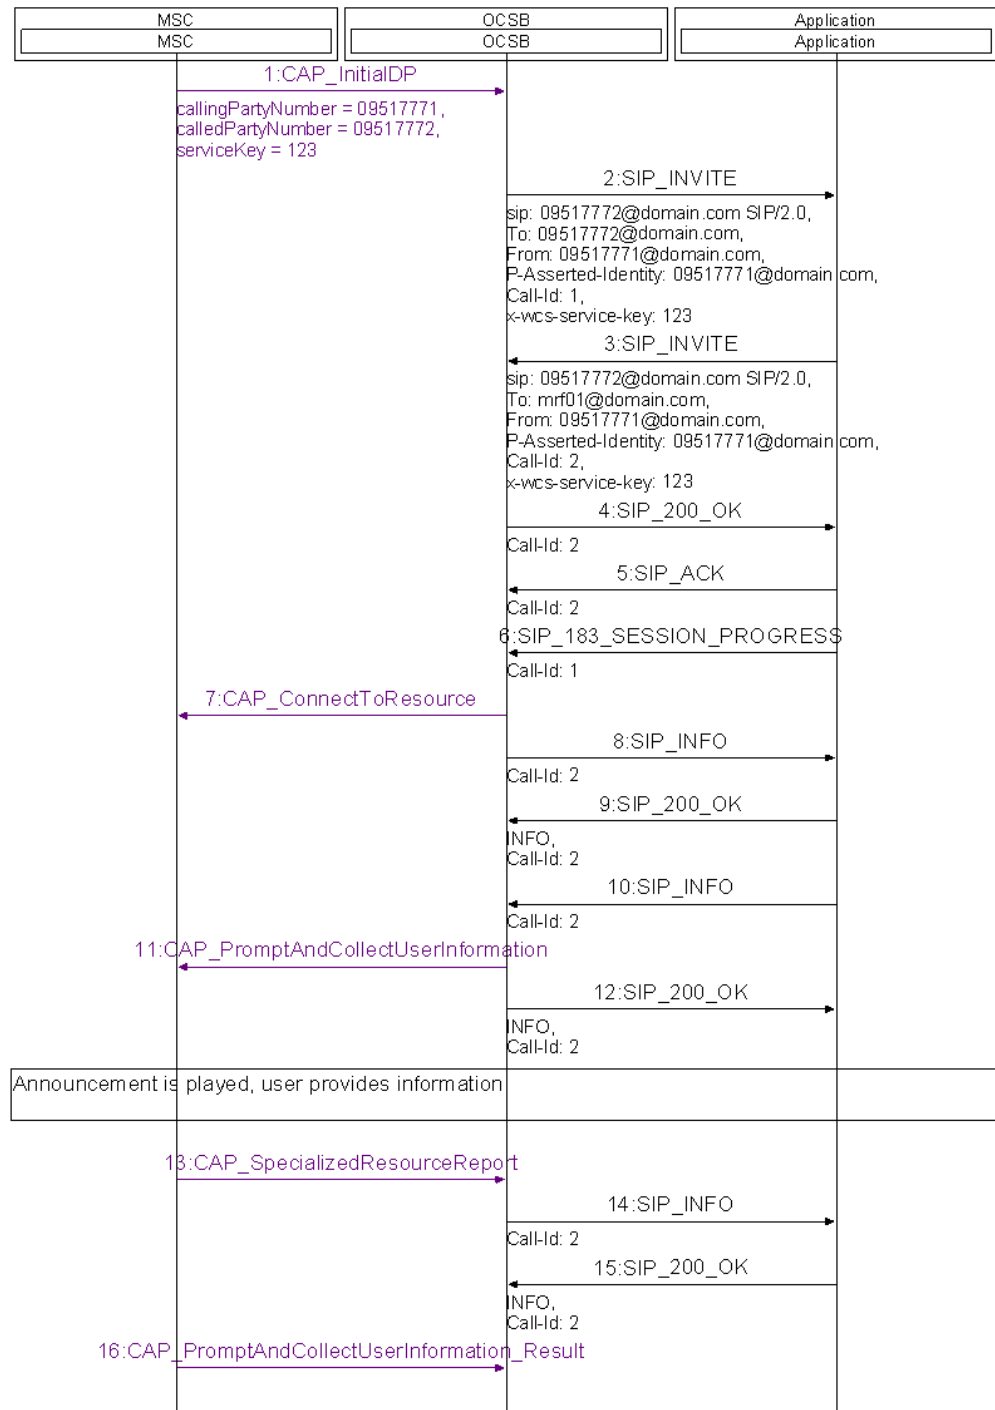 MSC
OCSB
Application
MSC
OCSB
Application
1:CAP_InitialDP
callingPartyNumber = 09517771,
calledPartyNumber = 09517772,
serviceKey = 123
2:SIP_INVITE
sip: 09517772@domain.com SIP/2.0,
To: 09517772@domain.com,
From: 09517771@domain.com,
P-Asserted-Identity: 09517771@domain.com,
Call-Id: 1,
x-wcs-service-key: 123
3:SIP_INVITE
sip: 09517772@domain.com SIP/2.0,
To: mrf01@domain.com,
From: 09517771@domain.com,
P-Asserted-Identity: 09517771@domain.com,
Call-Id: 2,
x-wcs-service-key: 123
4:SIP_200_OK
Call-Id: 2
5:SIP_ACK
Call-Id: 2
6:SIP_183_SESSION_PROGRESS
Call-Id: 1
7:CAP_ConnectToResource
8:SIP_INFO
Call-Id: 2
9:SIP_200_OK
INFO,
Call-Id: 2
10:SIP_INFO
Call-Id: 2
11:CAP_PromptAndCollectUserInformation
12:SIP_200_OK
INFO,
Call-Id: 2
Announcement is played, user provides information
13:CAP_SpecializedResourceReport
14:SIP_INFO
Call-Id: 2
15:SIP_200_OK
INFO,
Call-Id: 2
16:CAP_PromptAndCollectUserInformation_Result